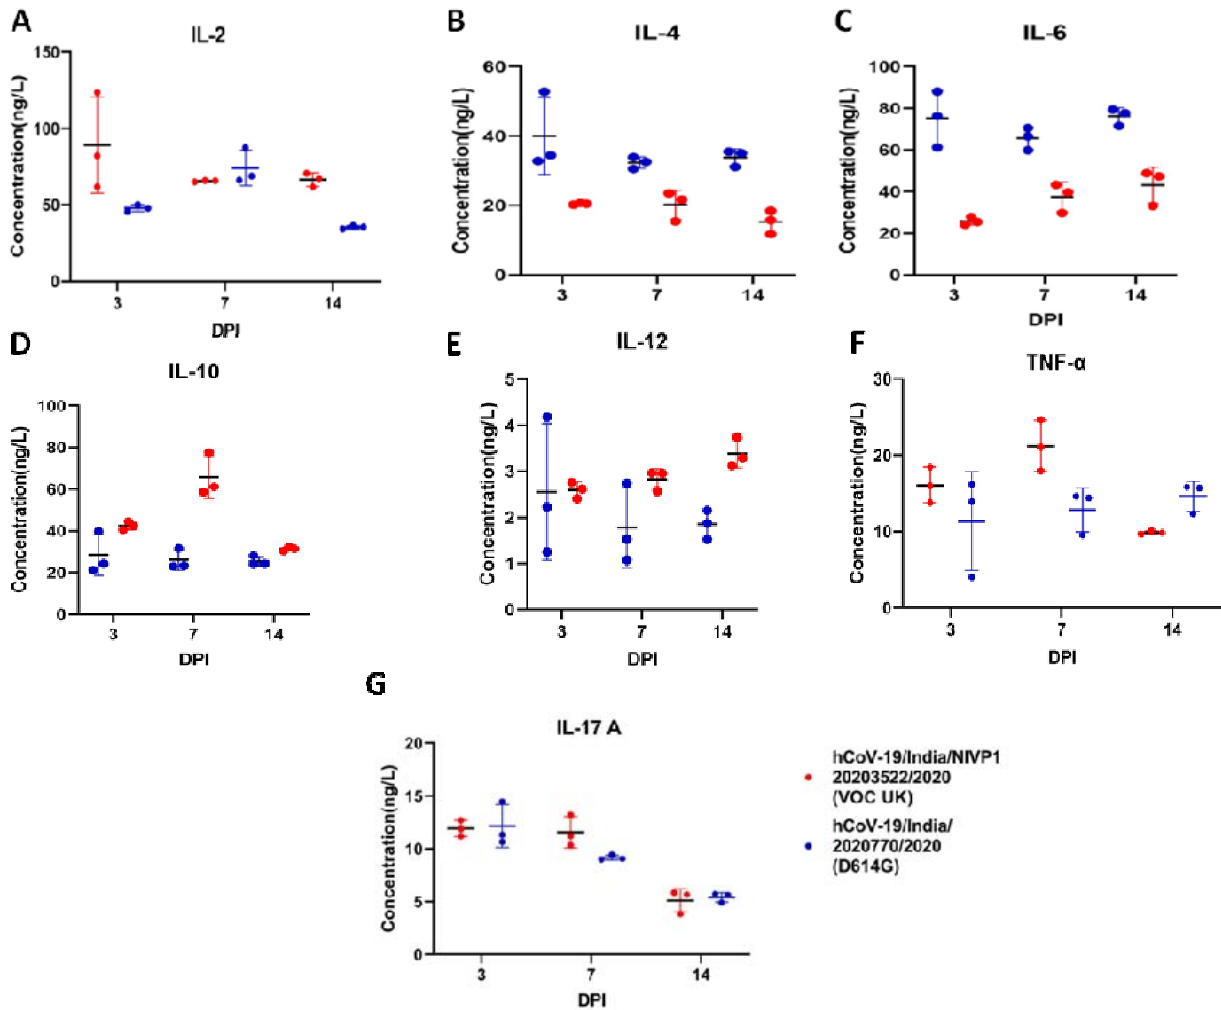 A
IL-2
Concentration(ng/L)
150
100
50
0
3 7 14
DPI
B
IL-4
Concentration(ng/L)
60
40
20
0
3 7 14
C
IL-6
Concentration(ng/L)
100
80
60
40
20
0
3 7 14
DPI
D
IL-10
Concentration(ng/L)
100
80
60
40
20
0
3 7 14
DPI
E
IL-12
Concentration(ng/L)
5
4
3
2
1
0
3 7 14
DPI
F
TNF-α
Concentration(ng/L)
30
20
10
0
3 7 14
DPI
G
IL-17 A
Concentration(ng/L)
20
15
10
5
0
3 7 14
DPI
hCoV-19/India/NIVP1
20203522/2020
(VOC UK)
hCoV-19/India/
2020770/2020
(D614G)